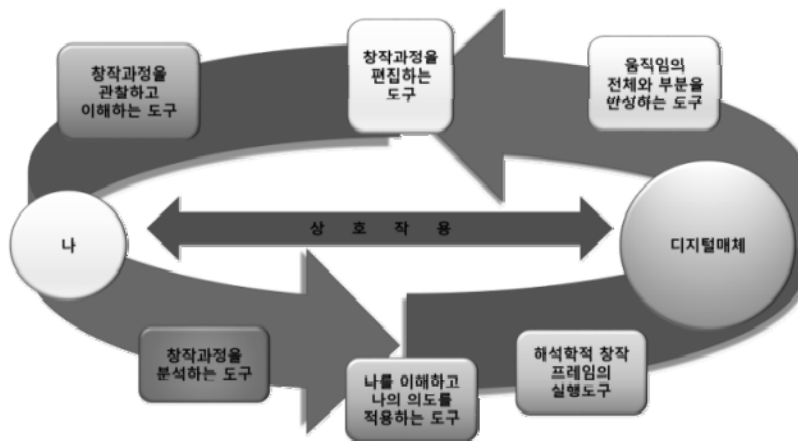 창작과정을
관찰하고
이해하는 도구
창작과정을
편집하는
도구
움직임의
전체와 부분을
반성하는 도구
나
상 호 작 용
디지털매체
창작과정을
분석하는 도구
나를 이해하고
나의 의도를
적용하는 도구
해석학적 창작
프레임의
실행도구